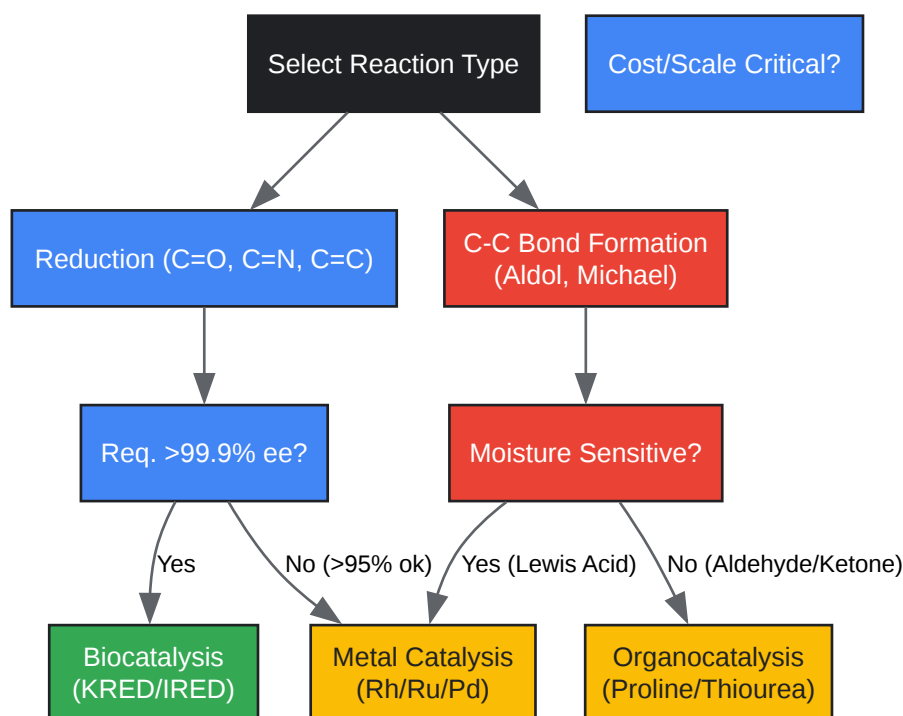 Select Reaction Type
Cost/Scale Critical?
Reduction (C=O, C=N, C=C)
C-C Bond Formation
(Aldol, Michael)
Req. >99.9% ee?
Moisture Sensitive?
Yes
No (>95% ok)
Yes (Lewis Acid)
No (Aldehyde/Ketone)
Biocatalysis
(KRED/IRED)
Metal Catalysis
(Rh/Ru/Pd)
Organocatalysis
(Proline/Thiourea)